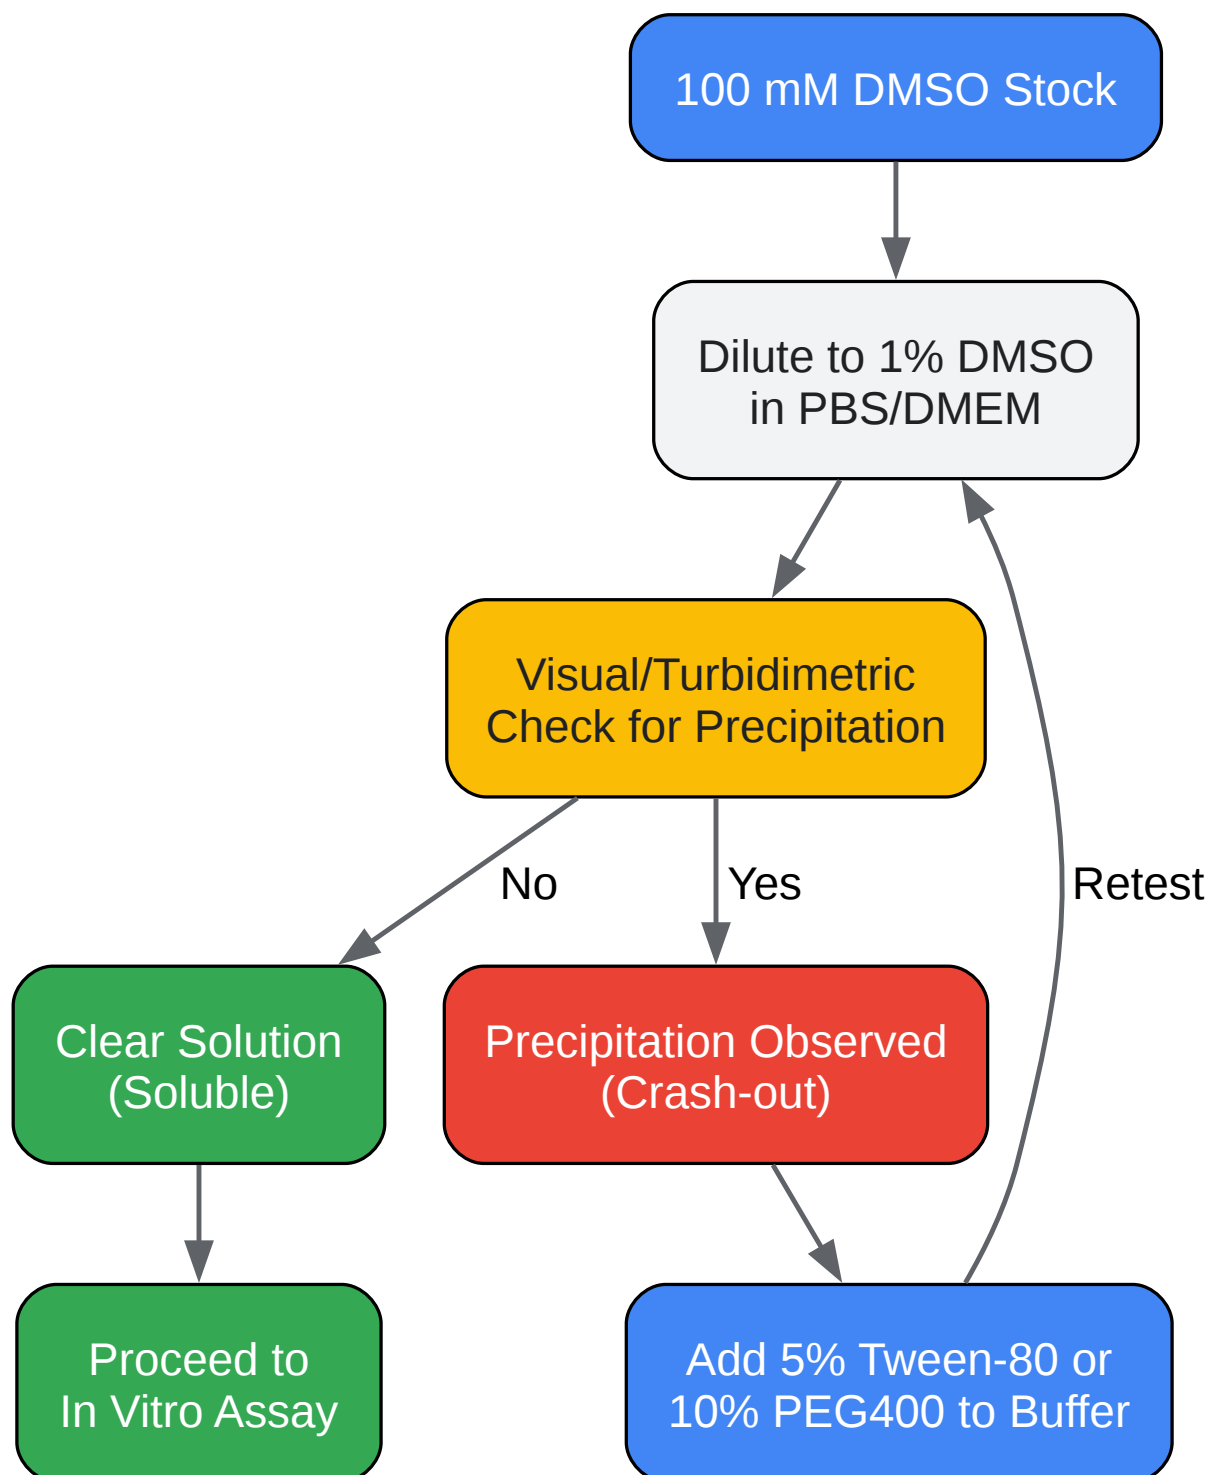 100 mM DMSO Stock
Dilute to 1% DMSO
in PBS/DMEM
Visual/Turbidimetric
Check for Precipitation
No
Yes
Retest
Clear Solution
(Soluble)
Precipitation Observed
(Crash-out)
Proceed to
In Vitro Assay
Add 5% Tween-80 or
10% PEG400 to Buffer